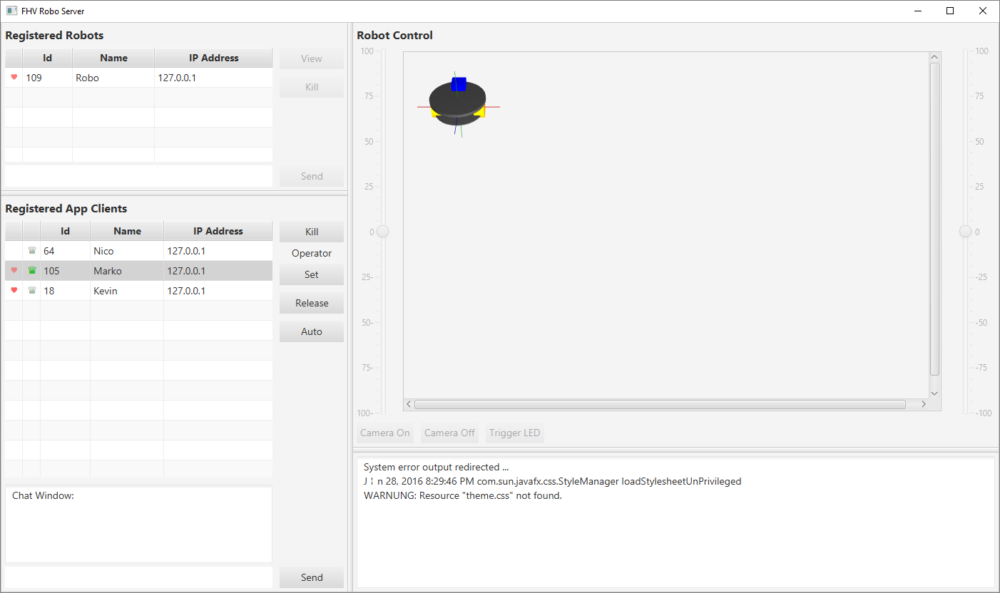 FHV Robo Server
Registered Robots
Id Name IP Address
109 Robo 127.0.0.1
View
Kill
Send
Registered App Clients
Id Name IP Address
64 Nico 127.0.0.1
105 Marko 127.0.0.1
18 Kevin 127.0.0.1
Kill
Operator
Set
Release
Auto
Chat Window:
Send
Robot Control
100
75
50
25
0
25-
50-
75-
100-
100
75
50
25
0
-25
-50
-75
-100
Camera On Camera Off Trigger LED
System error output redirected ...
J ¦ n 28, 2016 8:29:46 PM com.sun.javafx.css.StyleManager loadStylesheetUnPrivileged
WARNUNG: Resource "theme.css" not found.